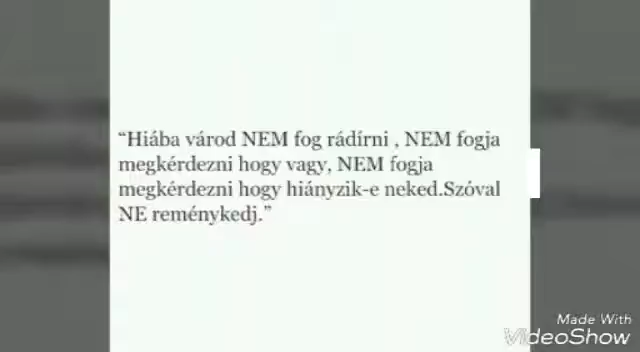 “Hiába várod NEM fog rádírni , NEM fogja
megkérdezni hogy vagy, NEM fogja
megkérdezni hogy hiányzik-e neked.Szóval
NE reménykedj.”
Made With
VideoShow